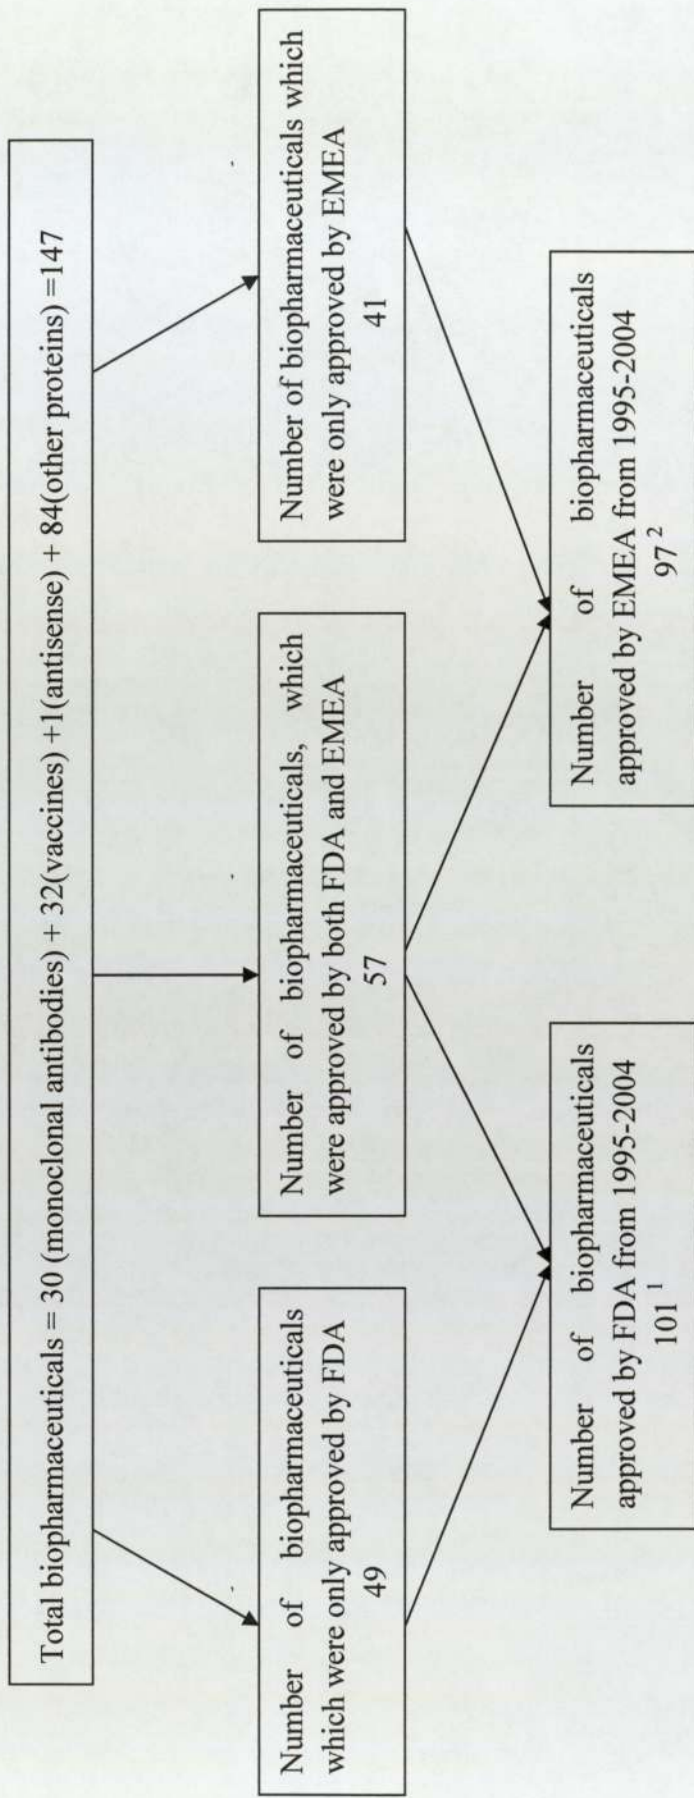 Total biopharmaceuticals = 30 (monoclonal antibodies) + 32(vaccines) +1(antisense) + 84(other proteins) =147
Number of biopharmaceuticals
which were only approved by FDA
49
Number of biopharmaceuticals, which
were approved by both FDA and EMEA
57
Number of biopharmaceuticals which
were only approved by EMEA
41
Number of biopharmaceuticals
approved by FDA from 1995-2004
101 1
Number of biopharmaceuticals
approved by EMEA from 1995-2004
97 2